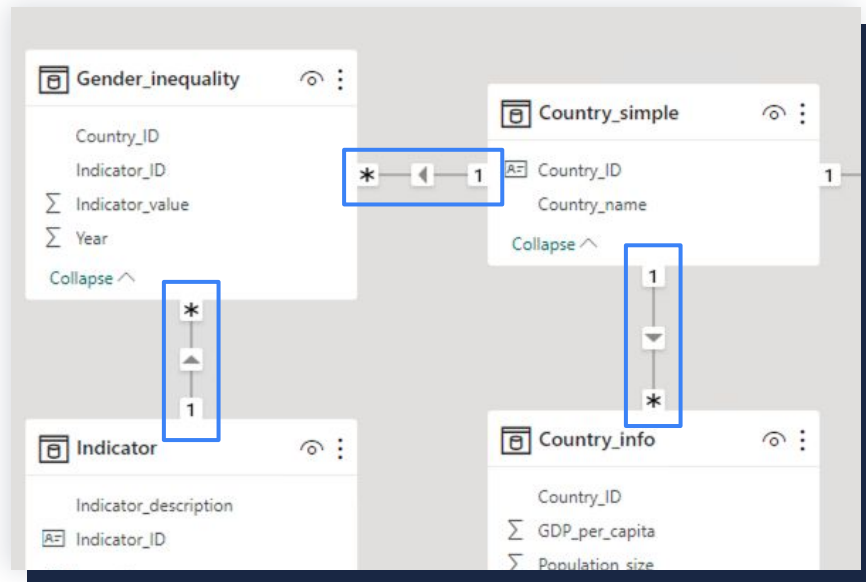 Gender_inequality
Country_ID
Indicator_ID
Σ Indicator_value
Σ Year
Collapse
* 1
Country_simple
Country_ID
Country_name
Collapse
1
*
1
1
*
Indicator
Indicator_description
Indicator_ID
Country_info
Country_ID
Σ GDP_per_capita
Σ Population_size